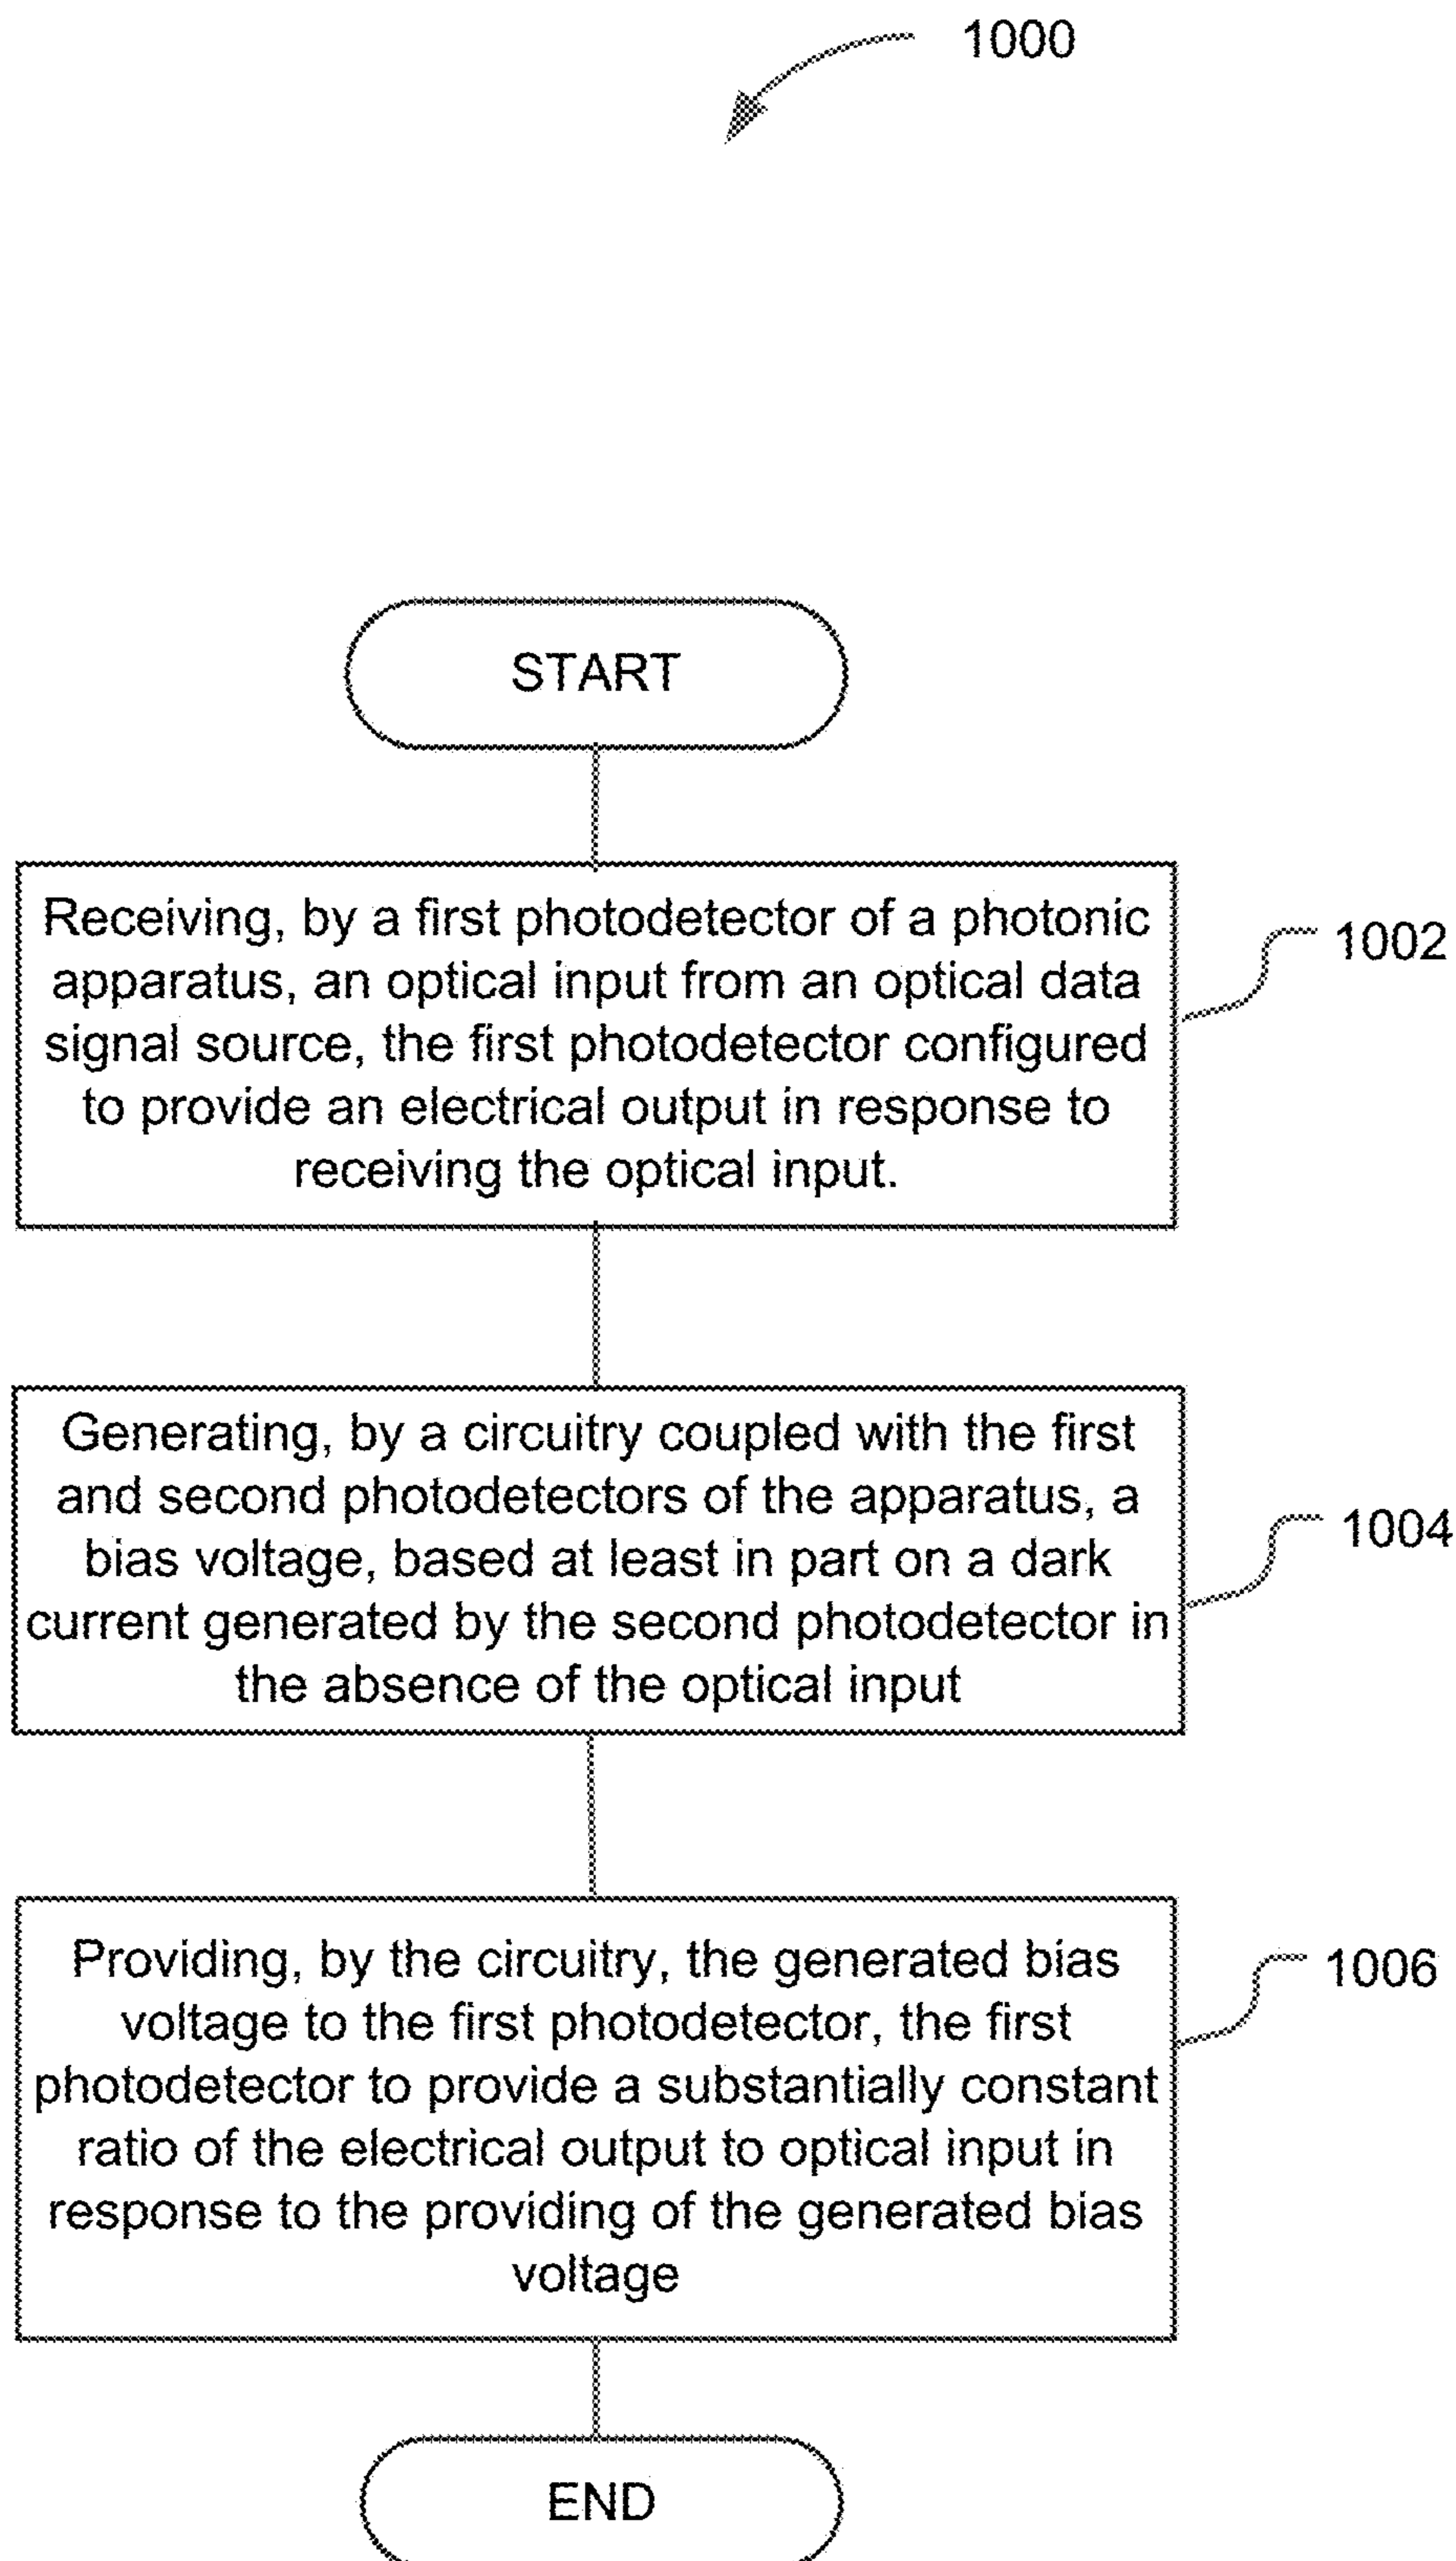 1000
START
Receiving, by a first photodetector of a photonic
apparatus, an optical input from an optical data
signal source, the first photodetector configured
to provide an electrical output in response to
receiving the optical input.
1002
Generating, by a circuitry coupled with the first
and second photodetectors of the apparatus, a
bias voltage, based at least in part on a dark
current generated by the second photodetector in
the absence of the optical input
1004
Providing, by the circuitry, the generated bias
voltage to the first photodetector, the first
photodetector to provide a substantially constant
ratio of the electrical output to optical input in
response to the providing of the generated bias
voltage
1006
END